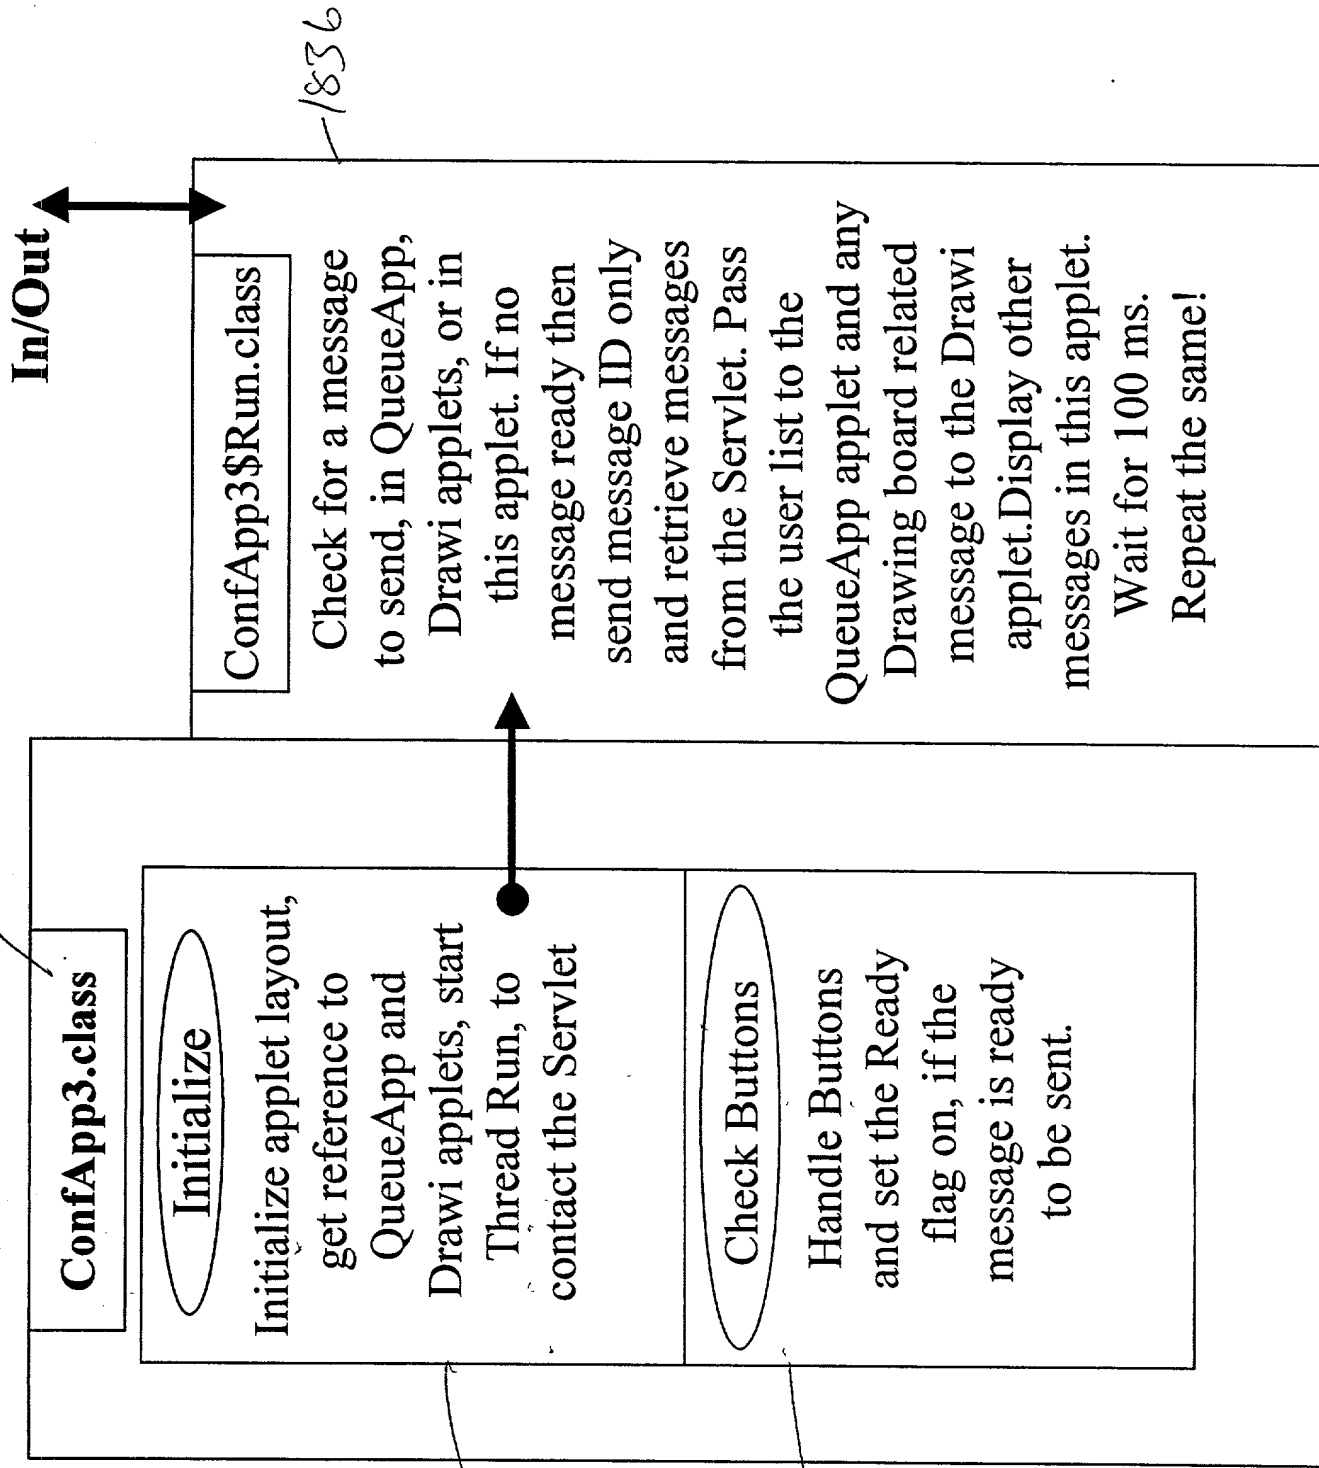 In/Out
1836
ConfApp3.class
Initialize
Initialize applet layout,
get reference to
QueueApp and
Drawi applets, start
Thread Run, to
contact the Servlet
Check Buttons
Handle Buttons
and set the Ready
flag on, if the
message is ready
to be sent.
ConfApp3$Run.class
Check for a message
to send, in QueueApp,
Drawi applets, or in
this applet. If no
message ready then
send message ID only
and retrieve messages
from the Servlet. Pass
the user list to the
QueueApp applet and any
Drawing board related
message to the Drawi
applet.Display other
messages in this applet.
Wait for 100 ms.
Repeat the same!